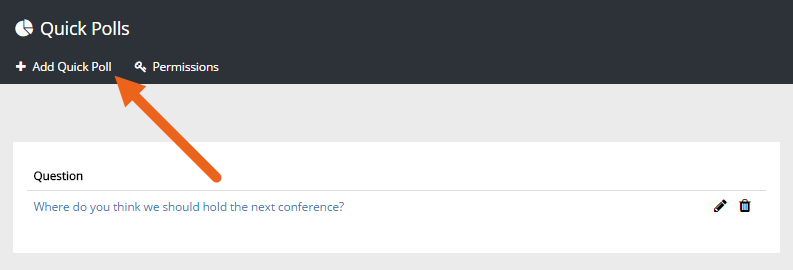 Quick Polls
Add Quick Poll Permissions
Question
Where do you think we should hold the next conference?